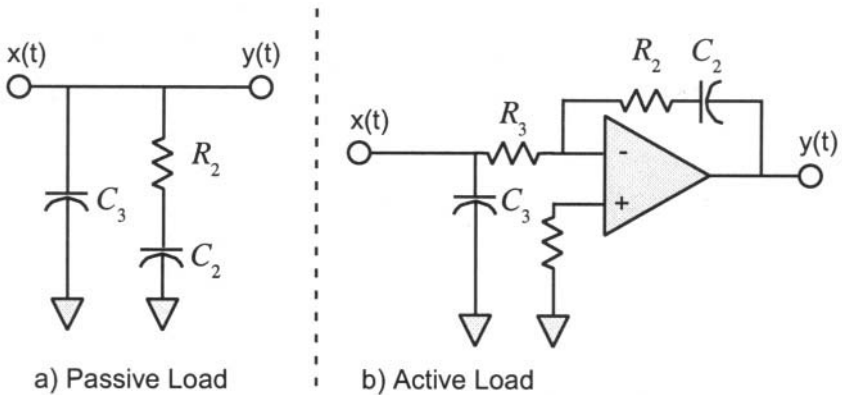 x(t)
y(t)
R₂
C₃
C₂
a) Passive Load
x(t)
R₃
C₃
R₂
C₂
-
+
y(t)
b) Active Load